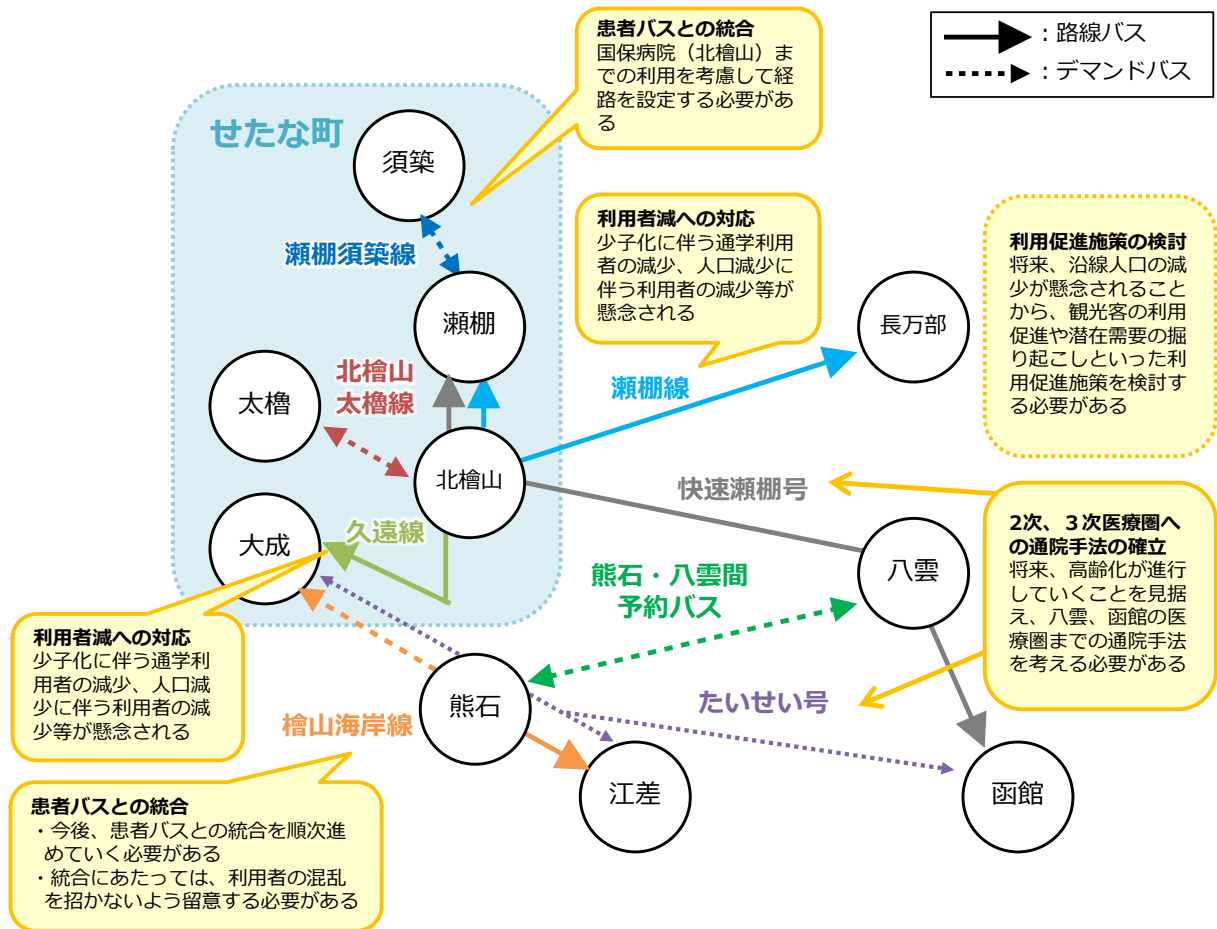 患者バスとの統合
国保病院（北檜山）ま
での利用を考慮して経
路を設定する必要があ
る
：路線バス
：デマンドバス
せたな町
須築
瀬棚須築線
利用者減への対応
少子化に伴う通学利用
者の減少、人口減少に
伴う利用者の減少等が
懸念される
利用促進施策の検討
将来、沿線人口の減
少が懸念されること
から、観光客の利用
促進や潜在需要の掘
り起こしといった利
用促進施策を検討す
る必要がある
瀬棚
長万部
北檜山
太櫓線
瀬棚線
太櫓
北檜山
快速瀬棚号
大成
久遠線
八雲
熊石・八雲間
予約バス
2次、３次医療圏へ
の通院手法の確立
将来、高齢化が進行
していくことを見据
え、八雲、函館の医
療圏までの通院手法
を考える必要がある
利用者減への対応
少子化に伴う通学利
用者の減少、人口減
少に伴う利用者の減
少等が懸念される
熊石
たいせい号
檜山海岸線
江差
函館
患者バスとの統合
・今後、患者バスとの統合を順次進
めていく必要がある
・統合にあたっては、利用者の混乱
を招かないよう留意する必要がある